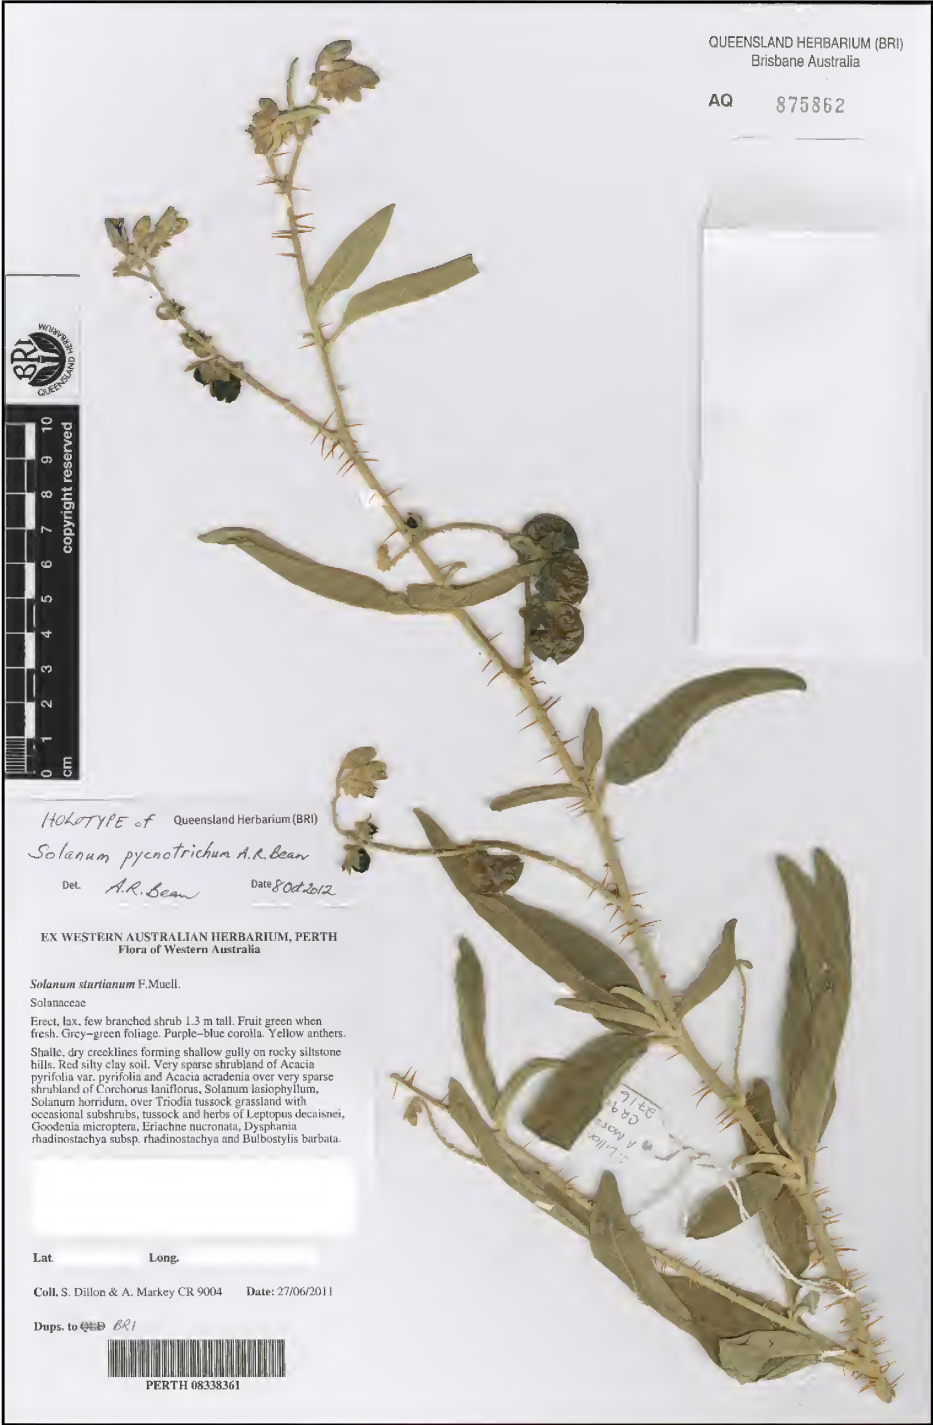 QUEENSLAND HERBARIUM (BRI)
Brisbane Australia
AQ 875862
BRI
QUEENSLAND HERBARIUM
10
9
8
7
6
5
4
3
2
1
0
cm
copyright reserved
HOLOTYPE of Queensland Herbarium (BRI)
Solanum pycnotrichum A.R.Bean
Det. A.R.Bean Date 8 Oct 2012
EX WESTERN AUSTRALIAN HERBARIUM, PERTH
Flora of Western Australia
Solanum sturtianum F.Muell.
Solanaceae
Erect, lax, few branched shrub 1.3 m tall. Fruit green when
fresh. Grey–green foliage. Purple–blue corolla. Yellow anthers.
Shalle, dry creeklines forming shallow gully on rocky siltstone
hills. Red silty clay soil. Very sparse shrubland of Acacia
pyrifolia var. pyrifolia and Acacia acradenia over very sparse
shrubland of Corchorus laniflorus, Solanum lasiophyllum,
Solanum horridum, over Triodia tussock grassland with
occasional subshrubs, tussock and herbs of Leptopus decaisnei,
Goodenia microptera, Eriachne nucronata, Dysphania
rhadinostachya subsp. rhadinostachya and Bulbostylis barbata.
Lat. Long.
Coll. S. Dillon & A. Markey CR 9004 Date: 27/06/2011
Dups. to QED BRI
PERTH 08338361